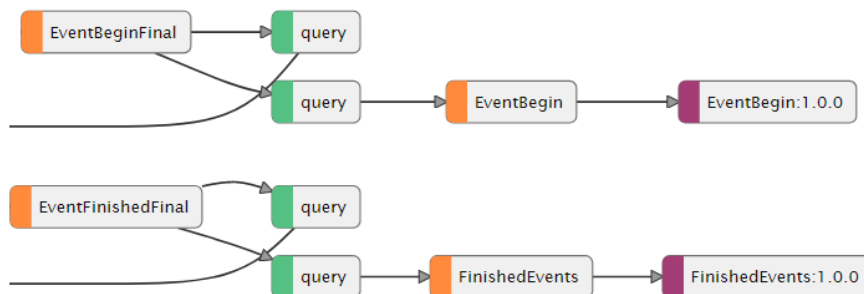 EventBeginFinal
query
query
EventBegin
EventBegin:1.0.0
EventFinishedFinal
query
query
FinishedEvents
FinishedEvents:1.0.0